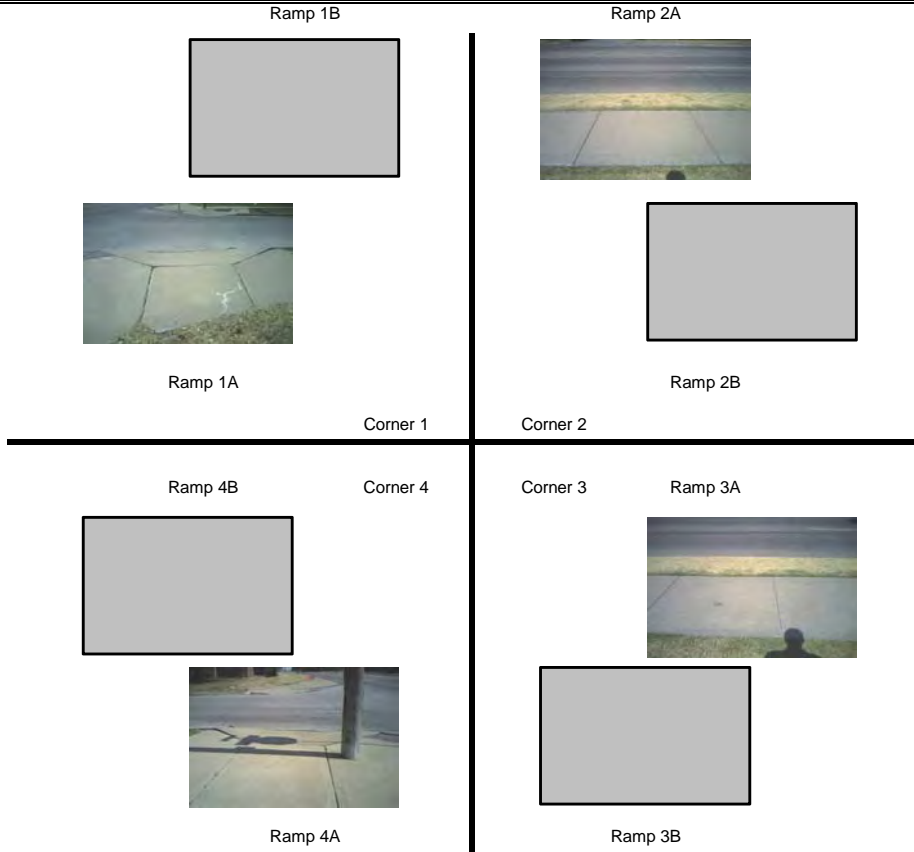 Ramp 1B
Ramp 2A
Ramp 1A
Ramp 2B
Corner 1
Corner 2
Ramp 4B
Corner 4
Corner 3
Ramp 3A
Ramp 4A
Ramp 3B